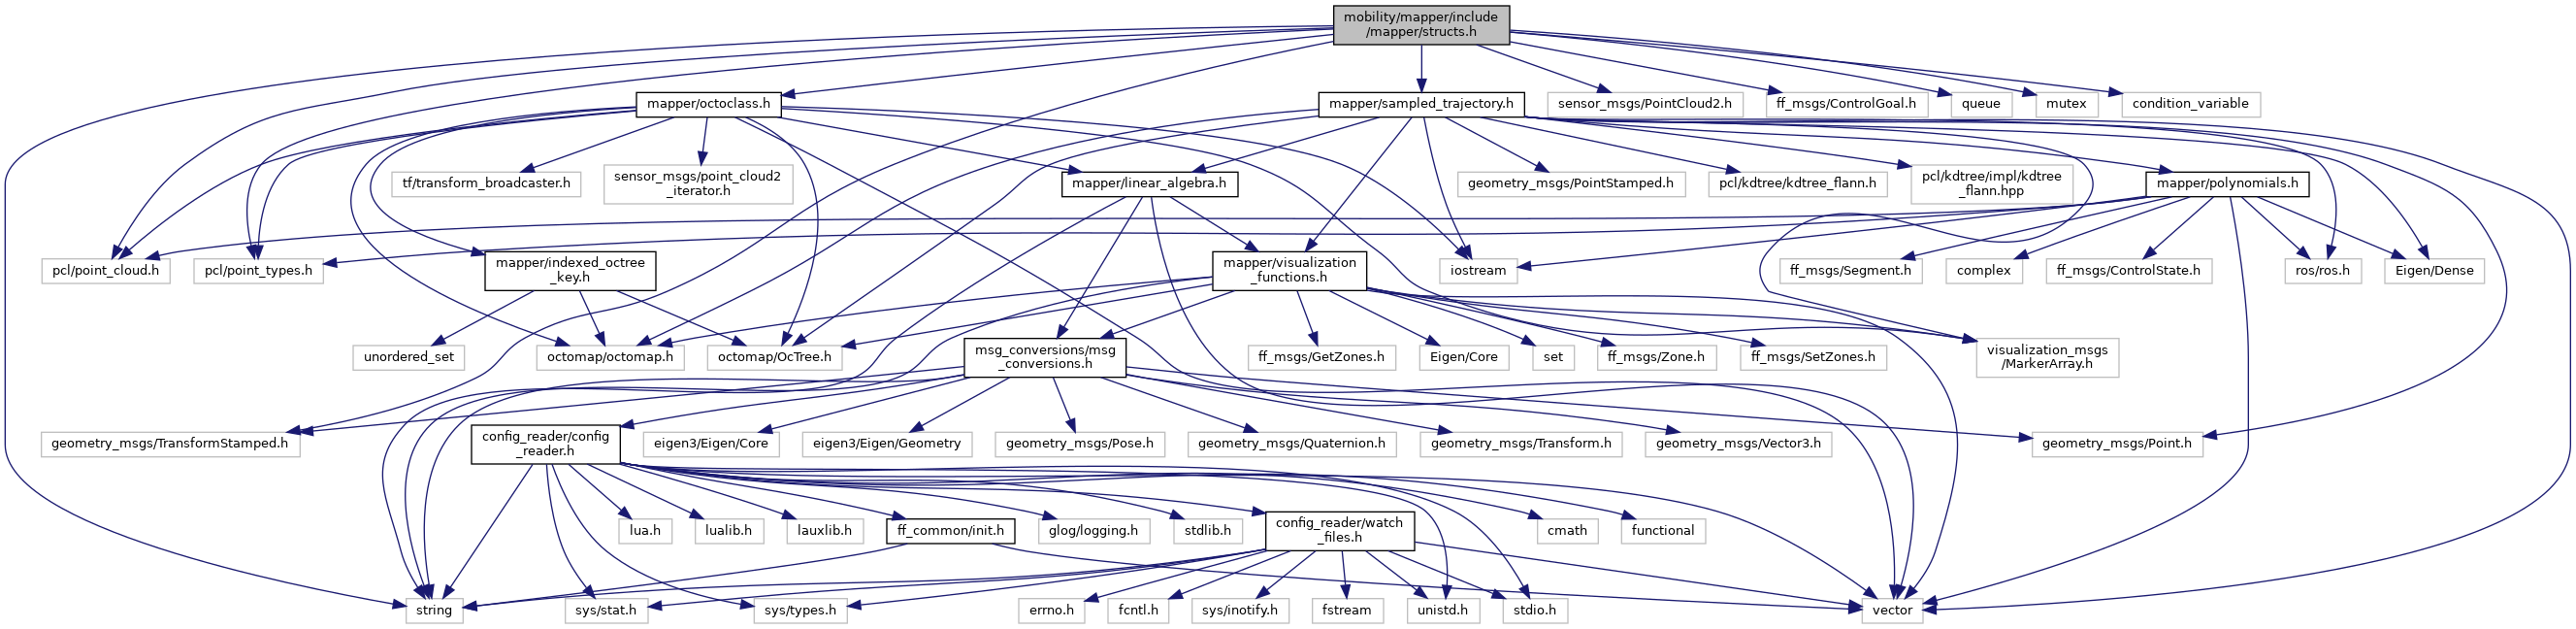 mobility/mapper/include
/mapper/structs.h
mapper/octoclass.h
mapper/sampled_trajectory.h
sensor_msgs/PointCloud2.h
ff_msgs/ControlGoal.h
queue
mutex
condition_variable
tf/transform_broadcaster.h
sensor_msgs/point_cloud2
_iterator.h
mapper/linear_algebra.h
geometry_msgs/PointStamped.h
pcl/kdtree/kdtree_flann.h
pcl/kdtree/impl/kdtree
_flann.hpp
mapper/polynomials.h
pcl/point_cloud.h
pcl/point_types.h
mapper/indexed_octree
_key.h
mapper/visualization
_functions.h
iostream
ff_msgs/Segment.h
complex
ff_msgs/ControlState.h
ros/ros.h
Eigen/Dense
unordered_set
octomap/octomap.h
octomap/OcTree.h
msg_conversions/msg
_conversions.h
ff_msgs/GetZones.h
Eigen/Core
set
ff_msgs/Zone.h
ff_msgs/SetZones.h
visualization_msgs
/MarkerArray.h
geometry_msgs/TransformStamped.h
config_reader/config
_reader.h
eigen3/Eigen/Core
eigen3/Eigen/Geometry
geometry_msgs/Pose.h
geometry_msgs/Quaternion.h
geometry_msgs/Transform.h
geometry_msgs/Vector3.h
geometry_msgs/Point.h
lua.h
lualib.h
lauxlib.h
ff_common/init.h
glog/logging.h
stdlib.h
config_reader/watch
_files.h
cmath
functional
string
sys/stat.h
sys/types.h
errno.h
fcntl.h
sys/inotify.h
fstream
unistd.h
stdio.h
vector